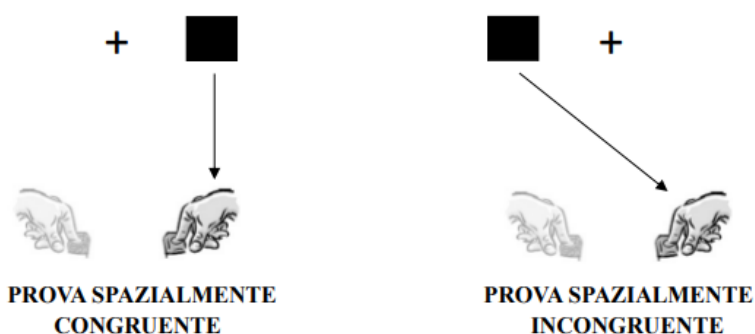 +
+
PROVA SPAZIALMENTE
CONGRUENTE
PROVA SPAZIALMENTE
INCONGRUENTE